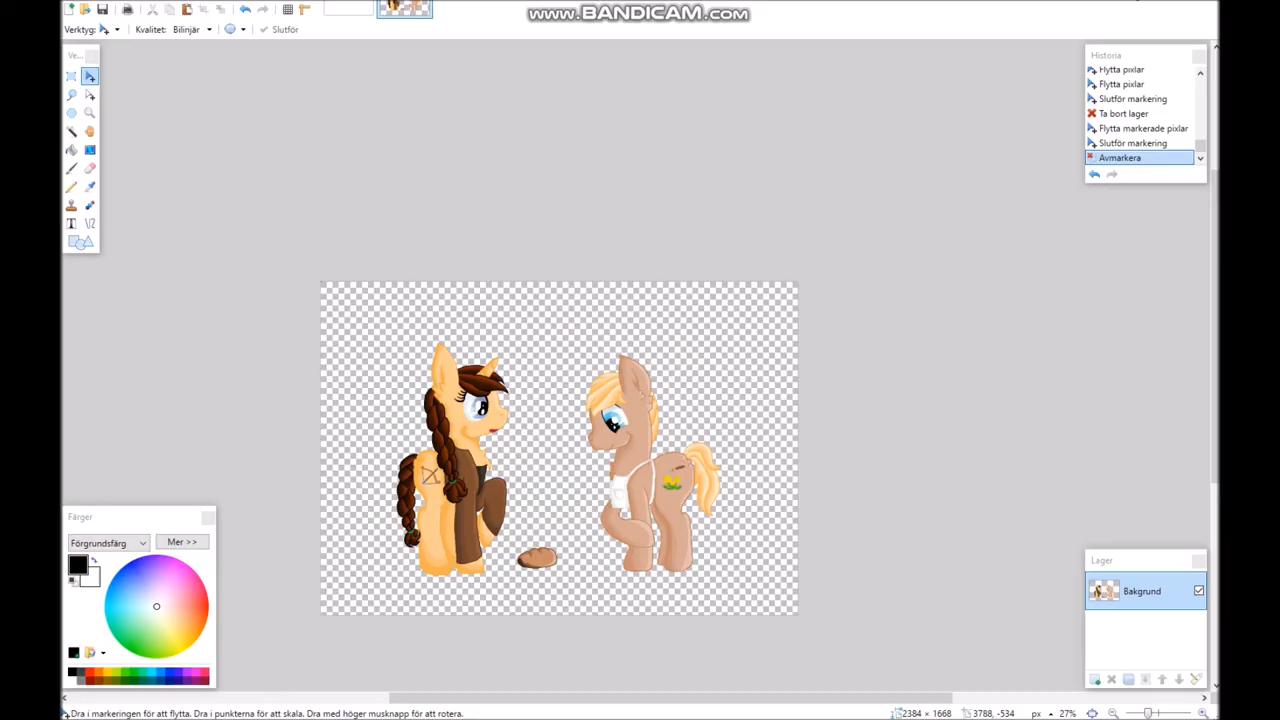 www.BANDICAM.com
Verktyg:
Kvalitet: Bilinjär
Slutför
Ve...
Historia
Flytta pixlar
Flytta pixlar
Slutför markering
Ta bort lager
Flytta markerade pixlar
Slutför markering
Avmarkera
Färger
Förgrundsfärg
Mer >>
Lager
Bakgrund
Dra i markeringen för att flytta. Dra i punkterna för att skala. Dra med höger musknapp för att rotera.
2384 × 1668
3788, -534
px
27%